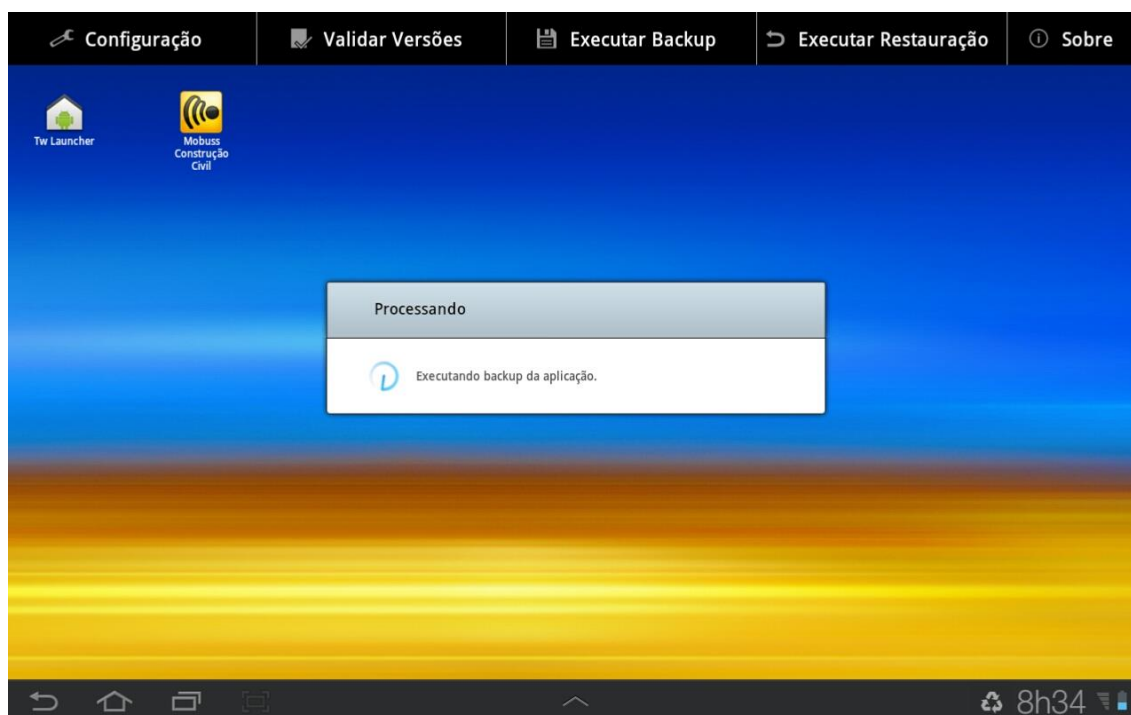 Configuração
Validar Versões
Executar Backup
Executar Restauração
Sobre
Tw Launcher
Mobuss
Construção
Civil
Processando
Executando backup da aplicação.
8h34